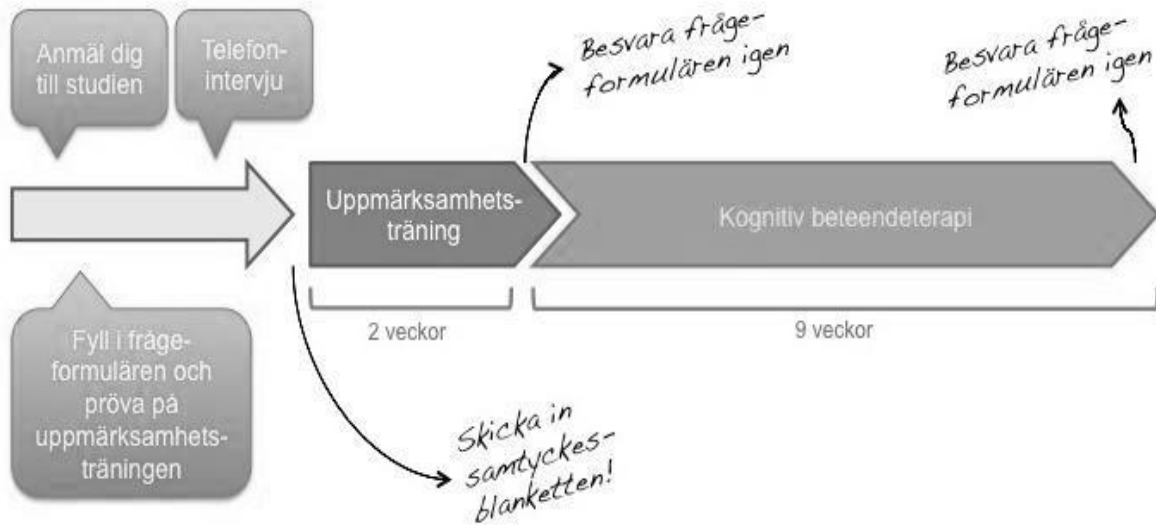 Anmäl dig
till studien
Telefon-
intervju
Besvara fråge-
formulären igen
Besvara fråge-
formulären igen
Uppmärksamhets-
träning
Kognitiv beteendeterapi
2 veckor
9 veckor
Fyll i fråge-
formulären och
pröva på
uppmärksamhets-
träningen
Skicka in
samtyckes-
blanketten!